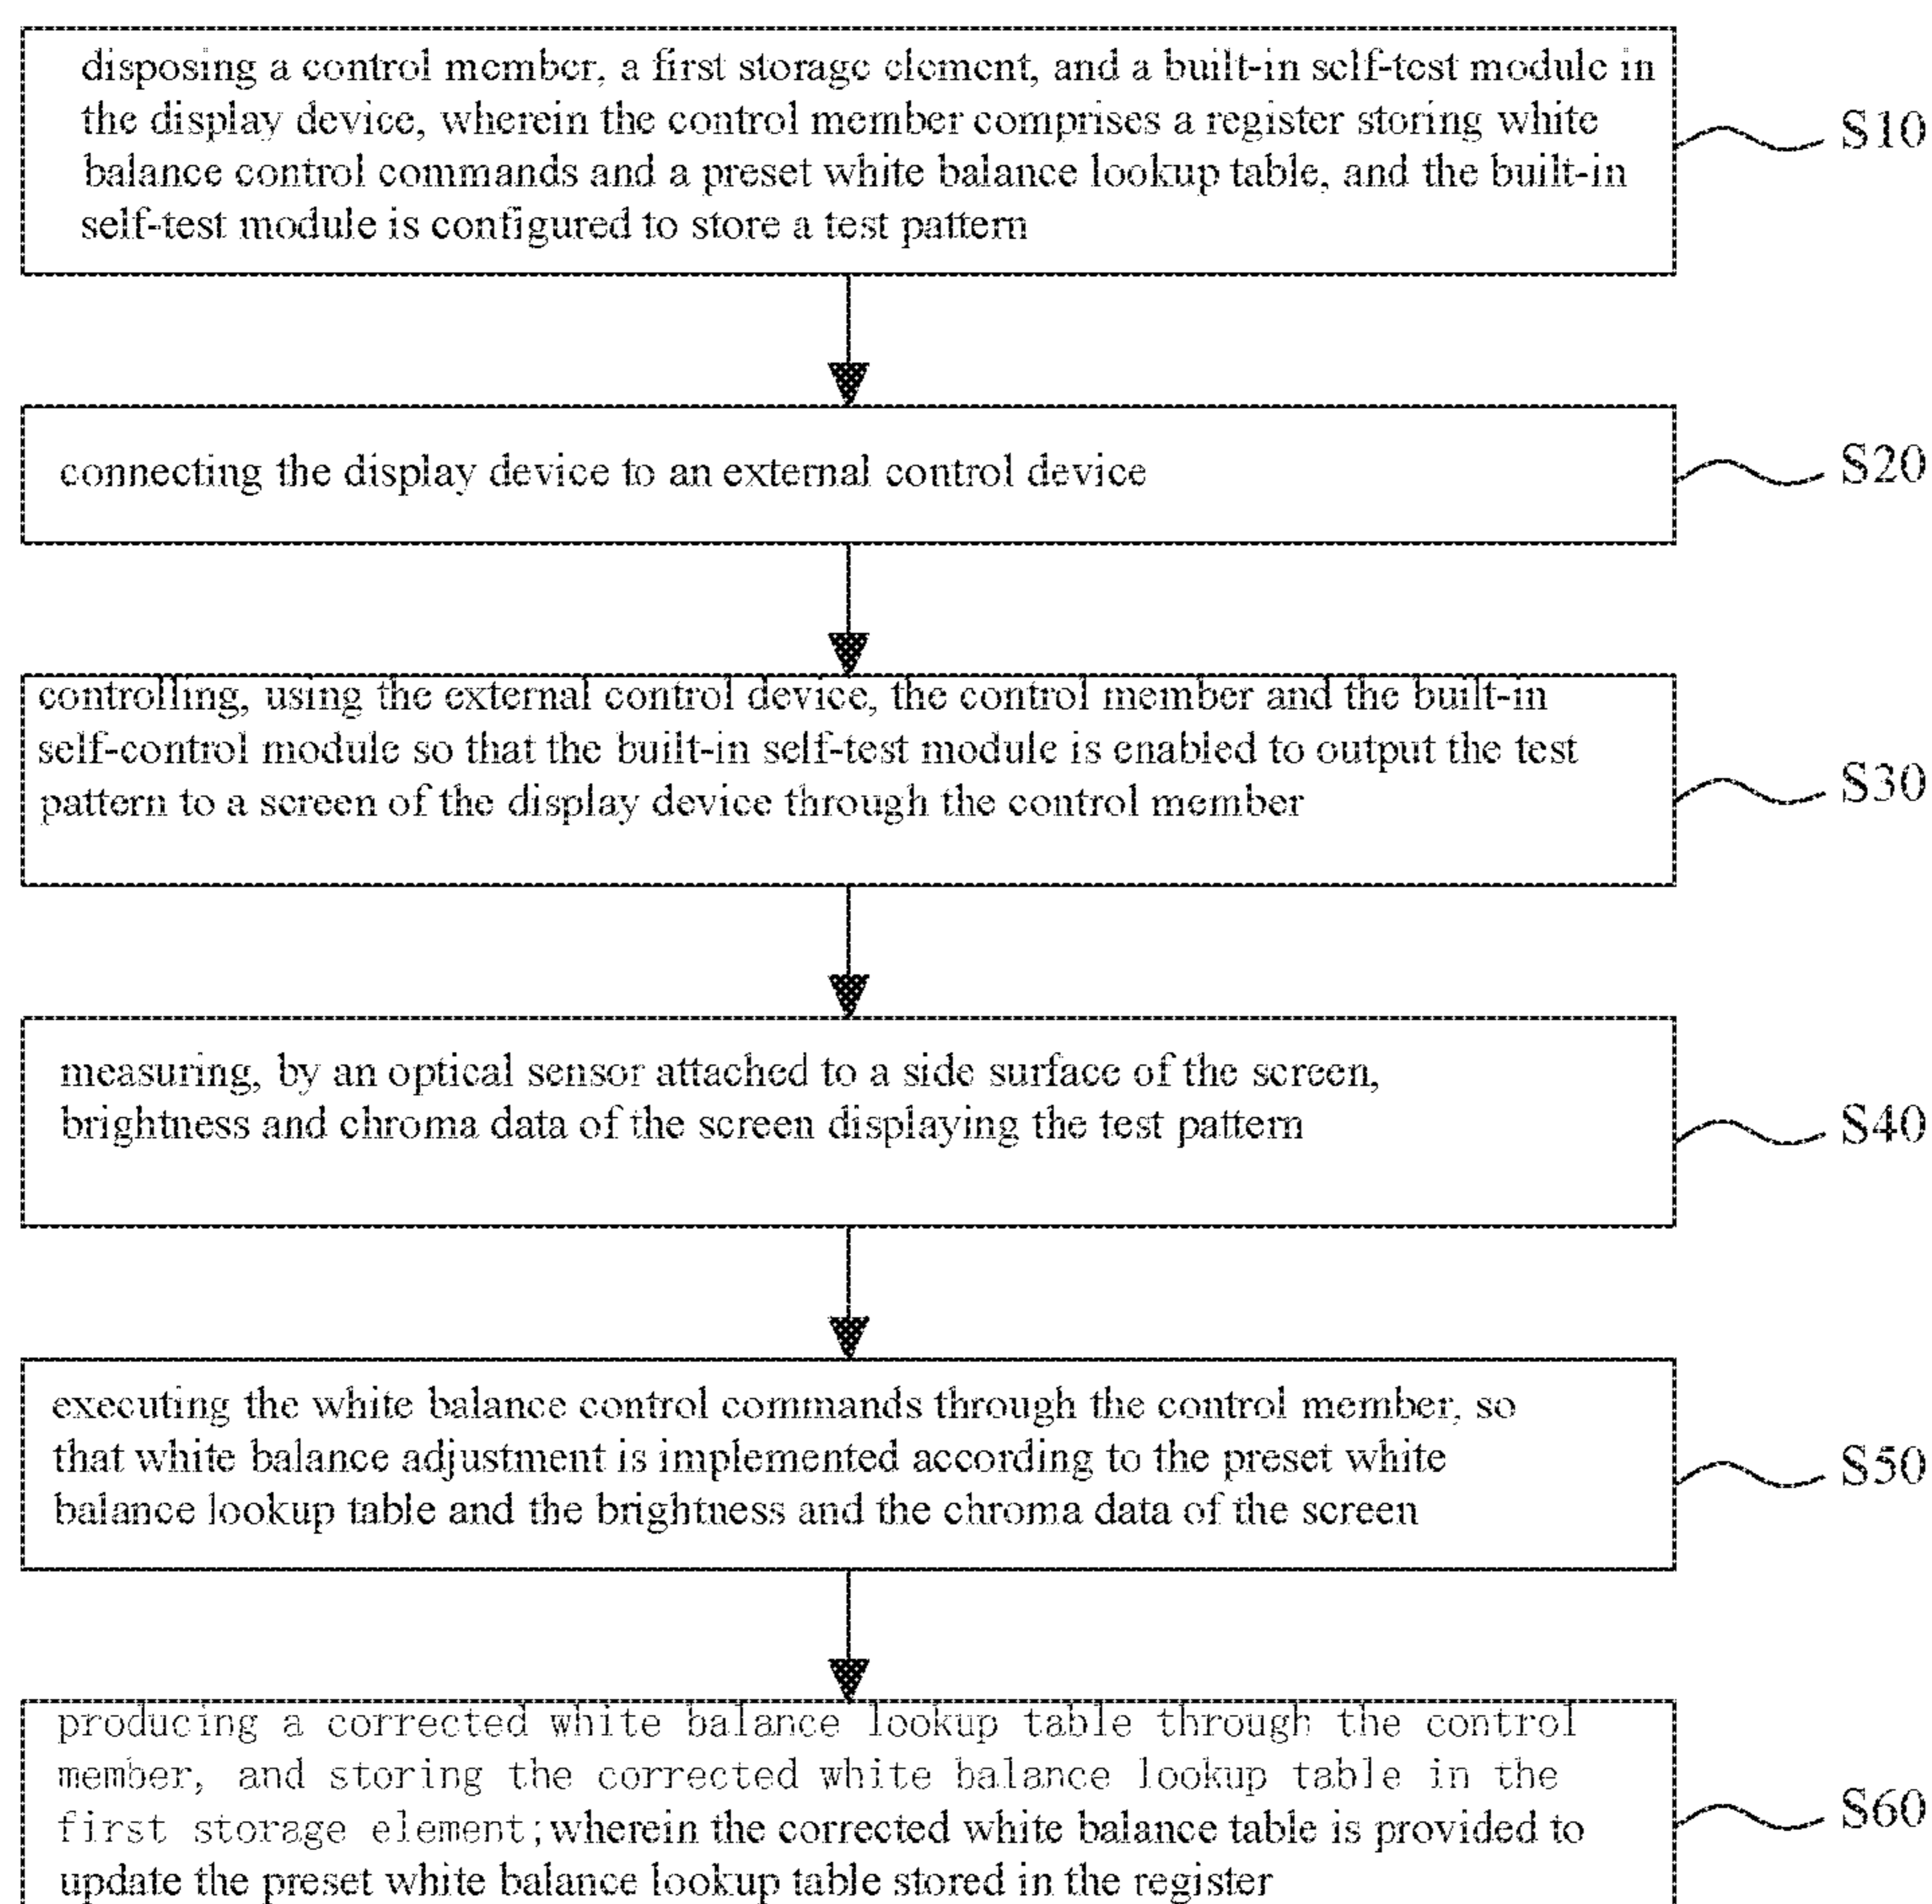 disposing a control member, a first storage element, and a built-in self-test module in
the display device, wherein the control member comprises a register storing white
balance control commands and a preset white balance lookup table, and the built-in
self-test module is configured to store a test pattern
S10
connecting the display device to an external control device
S20
controlling, using the external control device, the control member and the built-in
self-control module so that the built-in self-test module is enabled to output the test
pattern to a screen of the display device through the control member
S30
measuring, by an optical sensor attached to a side surface of the screen,
brightness and chroma data of the screen displaying the test pattern
S40
executing the white balance control commands through the control member, so
that white balance adjustment is implemented according to the preset white
balance lookup table and the brightness and the chroma data of the screen
S50
producing a corrected white balance lookup table through the control
member, and storing the corrected white balance lookup table in the
first storage element;wherein the corrected white balance table is provided to
update the preset white balance lookup table stored in the register
S60